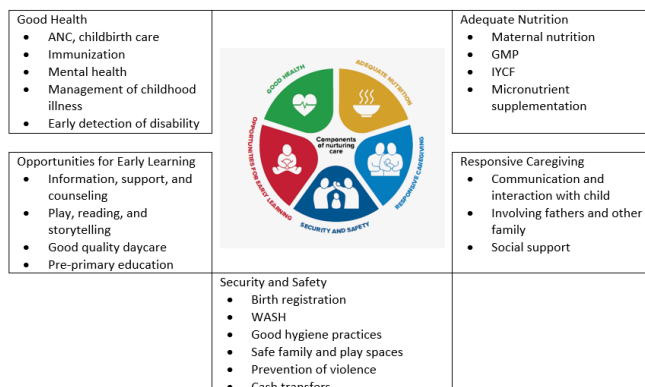 Good Health
• ANC, childbirth care
• Immunization
• Mental health
• Management of childhood
illness
• Early detection of disability
Adequate Nutrition
• Maternal nutrition
• GMP
• IYCF
• Micronutrient
supplementation
GOOD HEALTH
ADEQUATE NUTRITION
OPPORTUNITIES FOR EARLY LEARNING
Components
of nurturing
care
RESPONSIVE CAREGIVING
SECURITY AND SAFETY
Opportunities for Early Learning
• Information, support, and
counseling
• Play, reading, and
storytelling
• Good quality daycare
• Pre-primary education
Responsive Caregiving
• Communication and
interaction with child
• Involving fathers and other
family
• Social support
Security and Safety
• Birth registration
• WASH
• Good hygiene practices
• Safe family and play spaces
• Prevention of violence
• Cash transfers